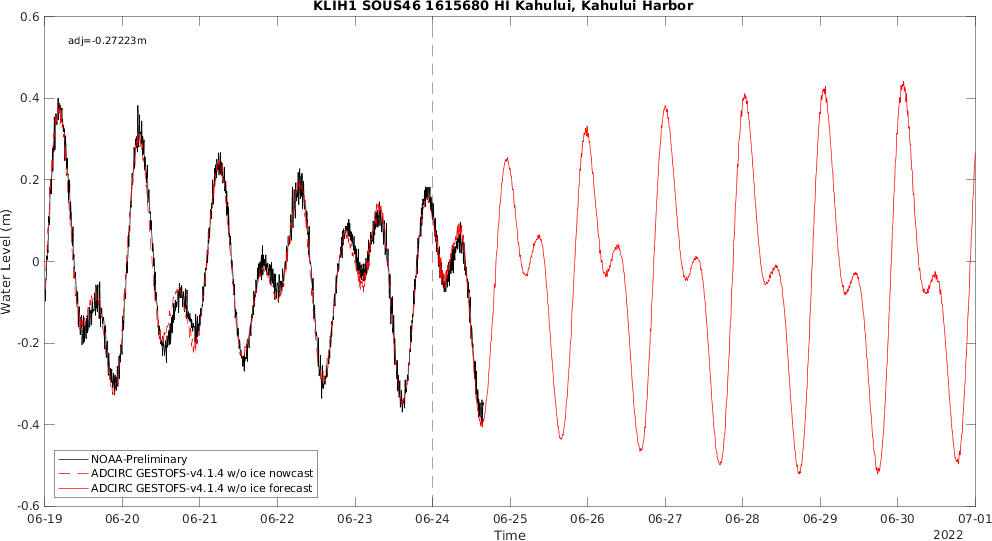 KLIH1 SOUS46 1615680 HI Kahului, Kahului Harbor
adj=-0.27223m
0.6
0.4
0.2
0
-0.2
-0.4
-0.6
Water Level (m)
NOAA-Preliminary
ADCIRC GESTOFS-v4.1.4 w/o ice nowcast
ADCIRC GESTOFS-v4.1.4 w/o ice forecast
06-19 06-20 06-21 06-22 06-23 06-24 06-25 06-26 06-27 06-28 06-29 06-30 07-01
Time
2022